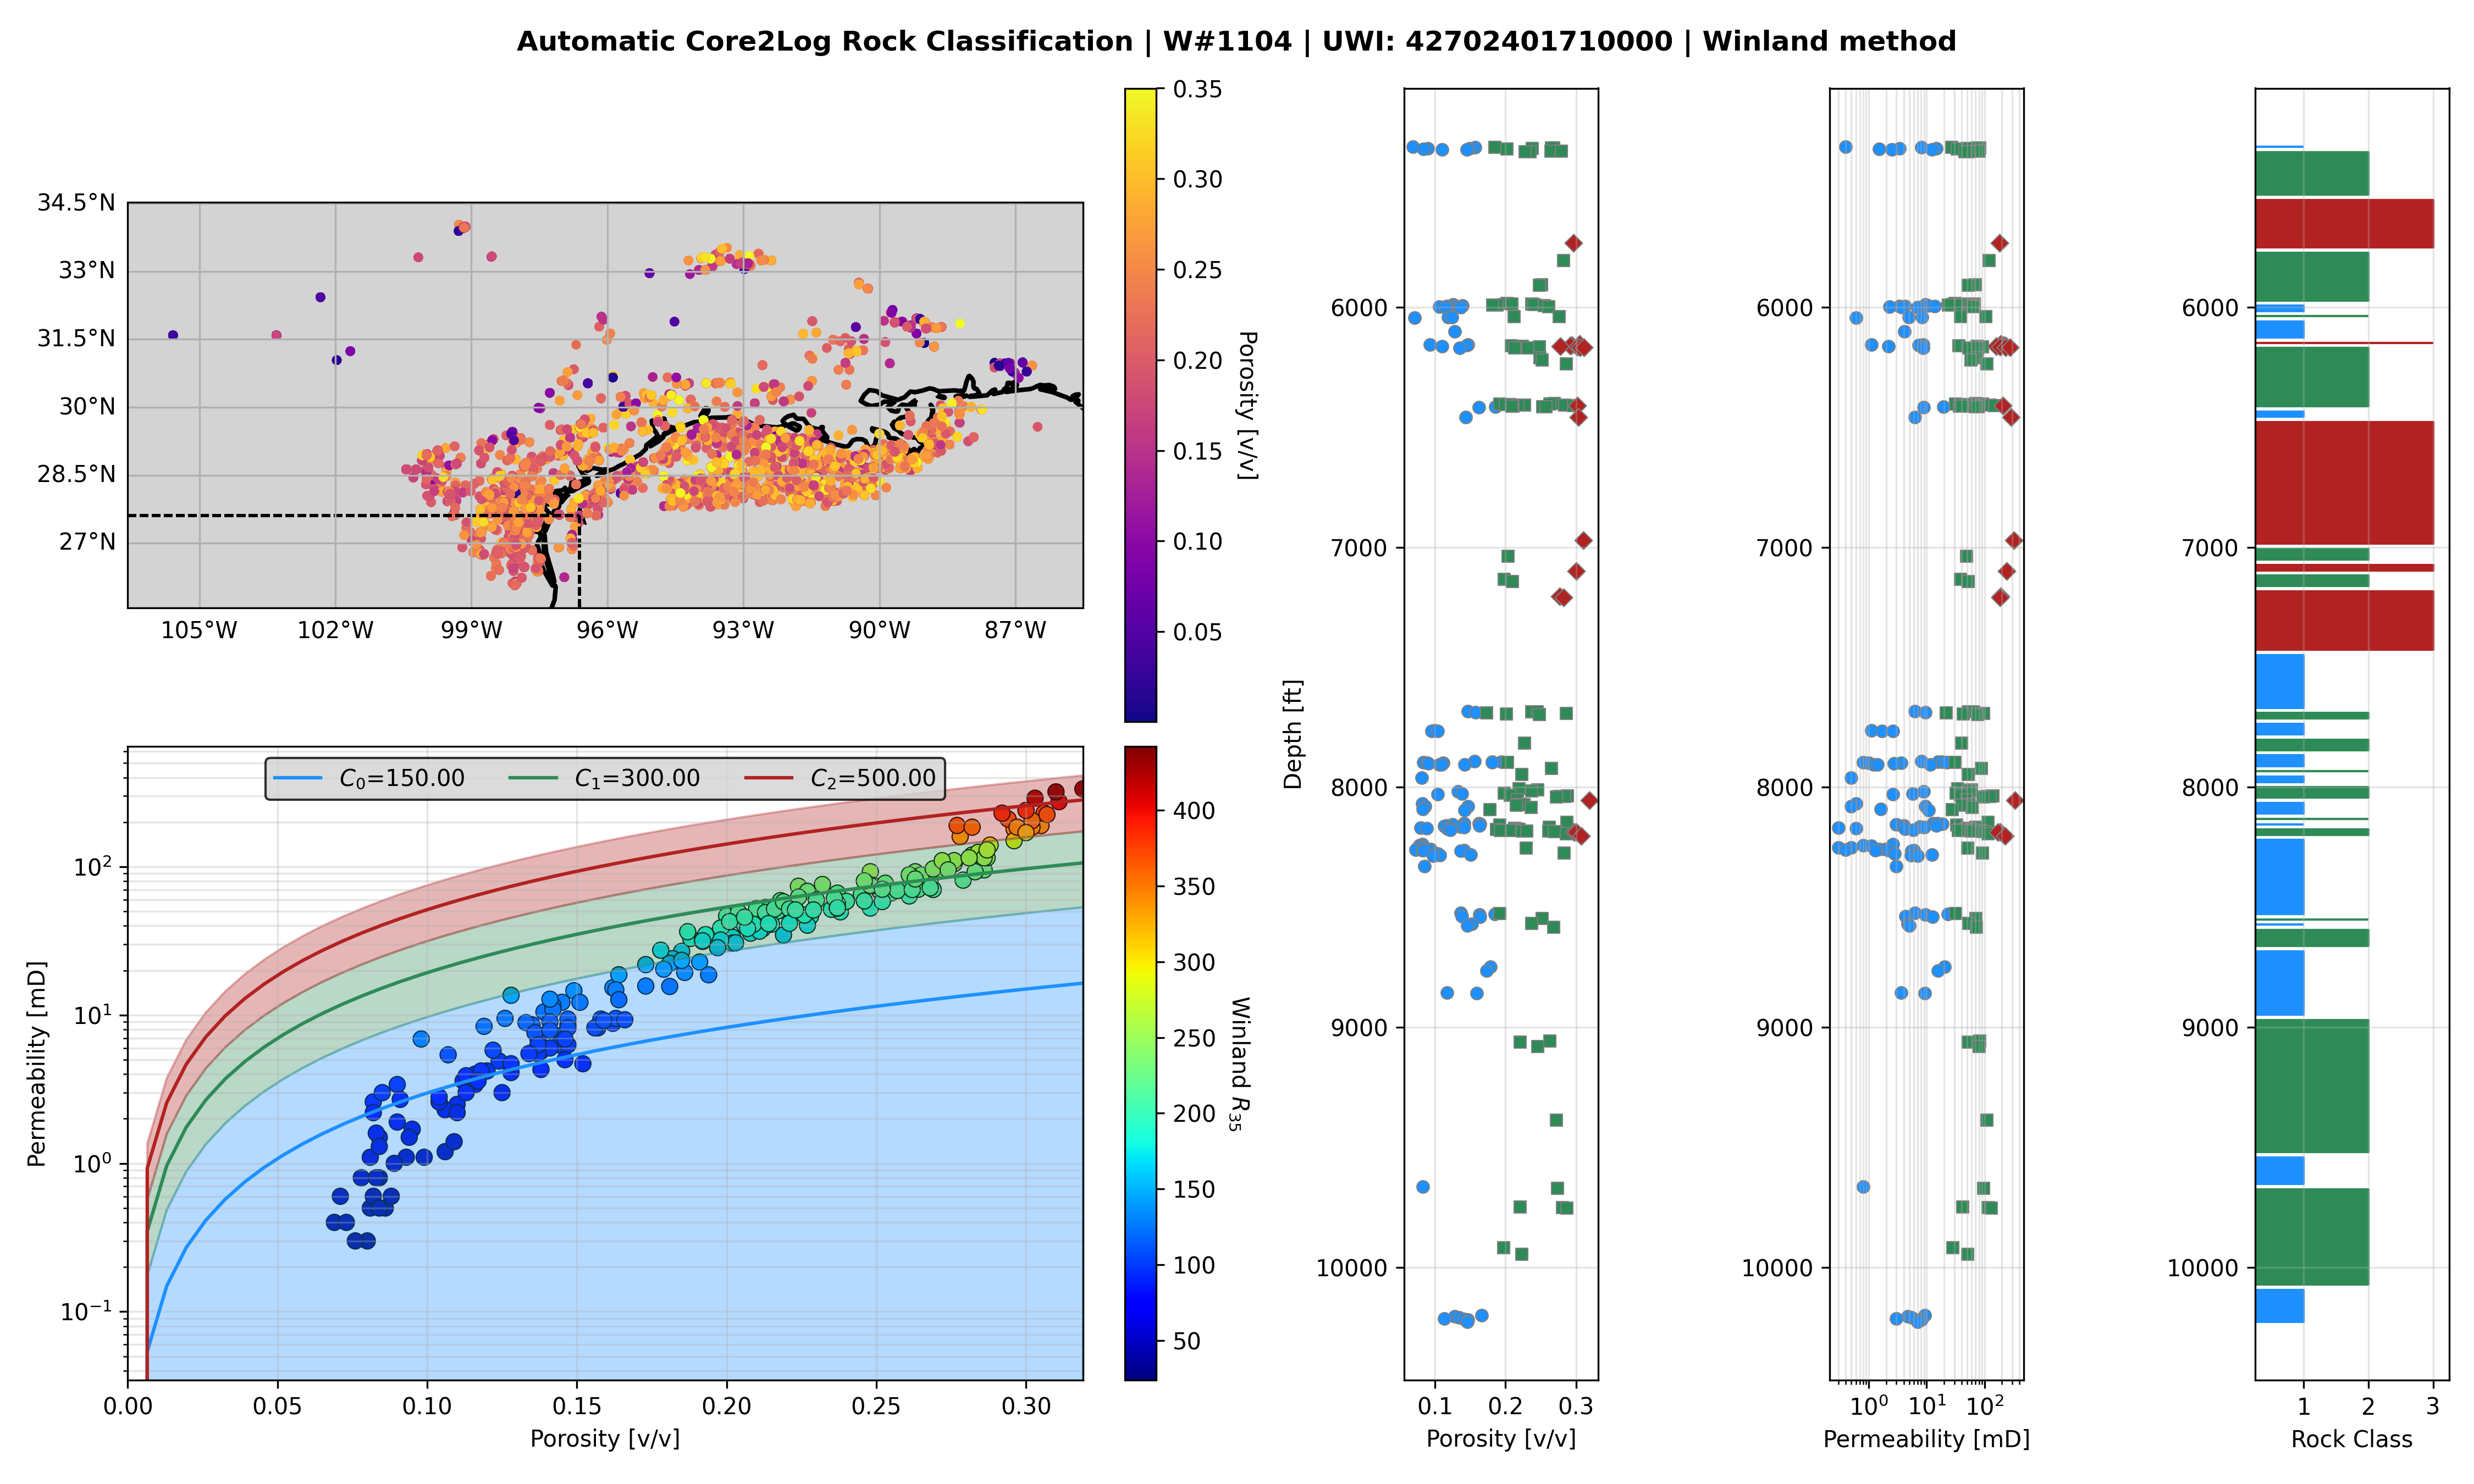 Automatic Core2Log Rock Classification | W#1104 | UWI: 42702401710000 | Winland method
34.5°N
33°N
31.5°N
30°N
28.5°N
27°N
105°W 102°W 99°W 96°W 93°W 90°W 87°W
0.35
0.30
0.25
0.20
0.15
0.10
0.05
Porosity [v/v]
C₀=150.00 C₁=300.00 C₂=500.00
Permeability [mD]
10²
10¹
10⁰
10⁻¹
0.00 0.05 0.10 0.15 0.20 0.25 0.30
Porosity [v/v]
400
350
300
250
200
150
100
50
Winland R₃₅
Depth [ft]
6000
7000
8000
9000
10000
0.1 0.2 0.3
Porosity [v/v]
6000
7000
8000
9000
10000
10⁰ 10¹ 10²
Permeability [mD]
6000
7000
8000
9000
10000
1 2 3
Rock Class